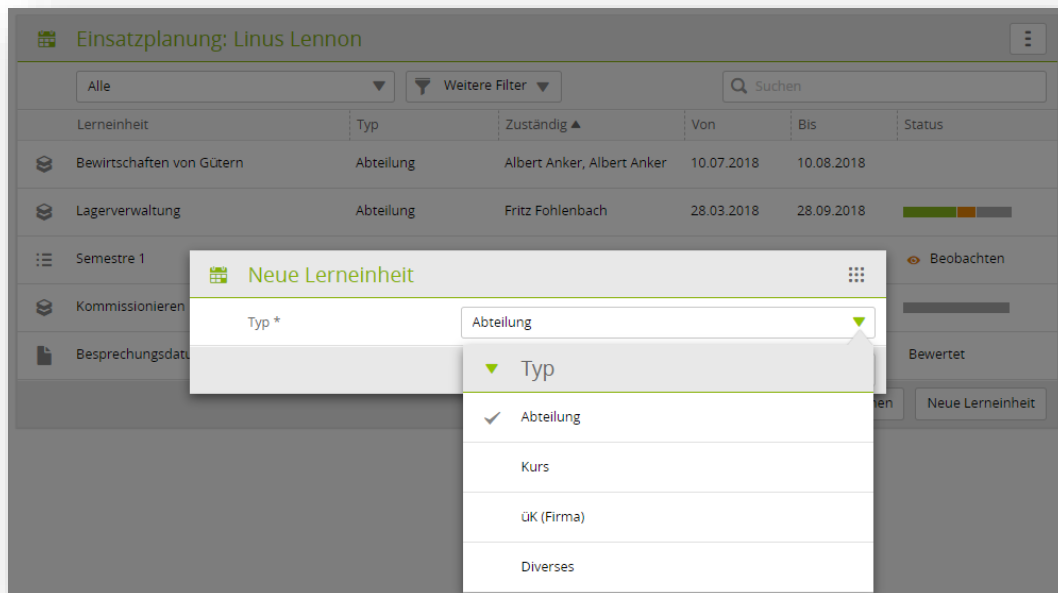 Einsatzplanung: Linus Lennon
Alle Weitere Filter Suchen
Lerneinheit Typ Zuständig Von Bis Status
Bewirtschaften von Gütern Abteilung Albert Anker, Albert Anker 10.07.2018 10.08.2018
Lagerverwaltung Abteilung Fritz Fohlenbach 28.03.2018 28.09.2018
Semestre 1 Beobachten
Neue Lerneinheit
Kommissionieren
Typ * Abteilung
Bewertet
Typ
Neue Lerneinheit
Abteilung
Kurs
üK (Firma)
Diverses